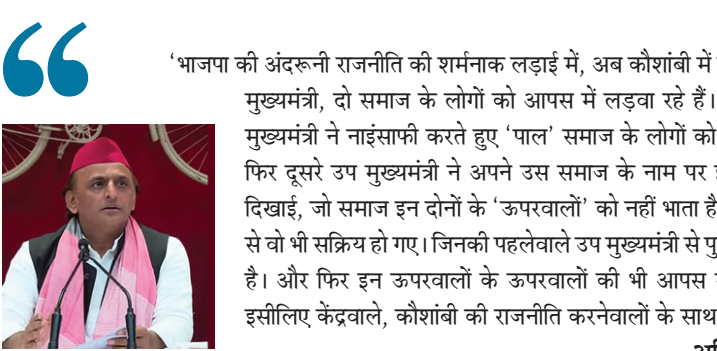 ‘भाजपा की अंदरूनी राजनीति की शर्मनाक लड़ाई में, अब कौशांबी में
मुख्यमंत्री, दो समाज के लोगों को आपस में लड़वा रहे हैं।
मुख्यमंत्री ने नाइंसाफी करते हुए ‘पाल’ समाज के लोगों को
फिर दूसरे उप मुख्यमंत्री ने अपने उस समाज के नाम पर
दिखाई, जो समाज इन दोनों के ‘ऊपरवालों’ को नहीं भाता है
से वो भी सक्रिय हो गए। जिनकी पहलेवाले उप मुख्यमंत्री से
है। और फिर इन ऊपरवालों के ऊपरवालों की भी आपस
इसीलिए केंद्रवाले, कौशांबी की राजनीति करनेवालों के साथ